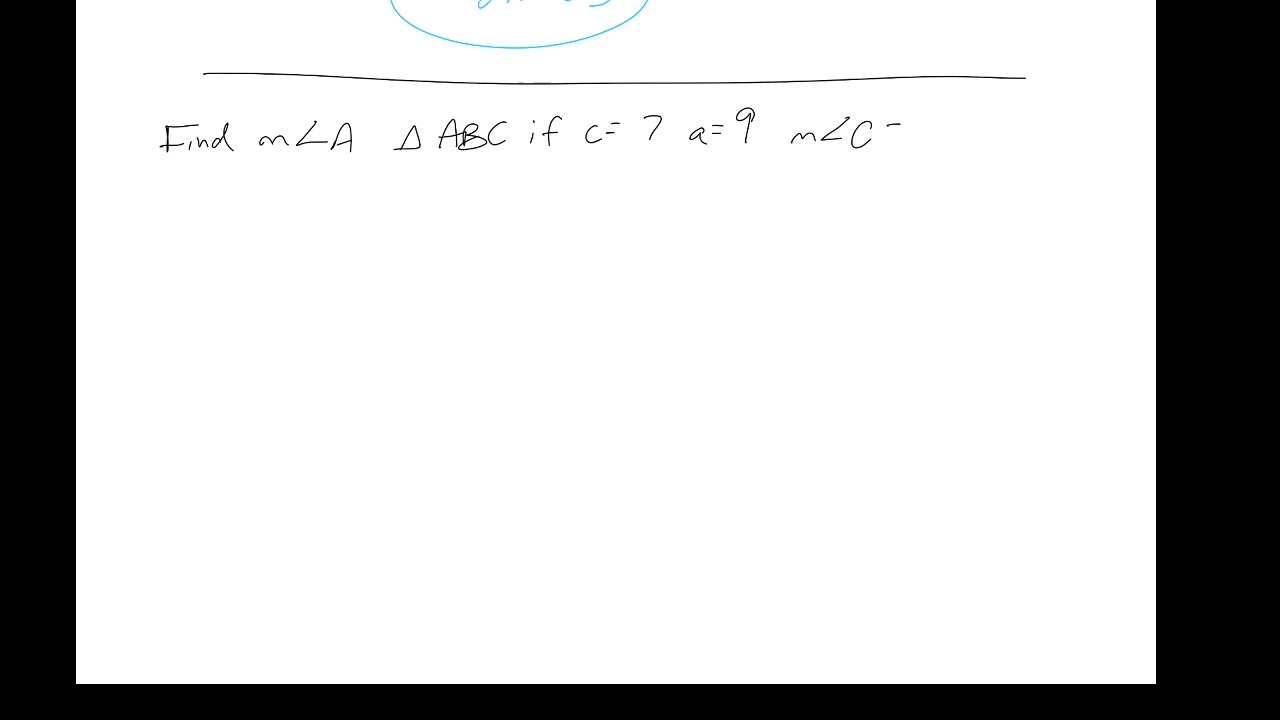 Find m∠A △ABC if c= 7 a=9 m∠C -